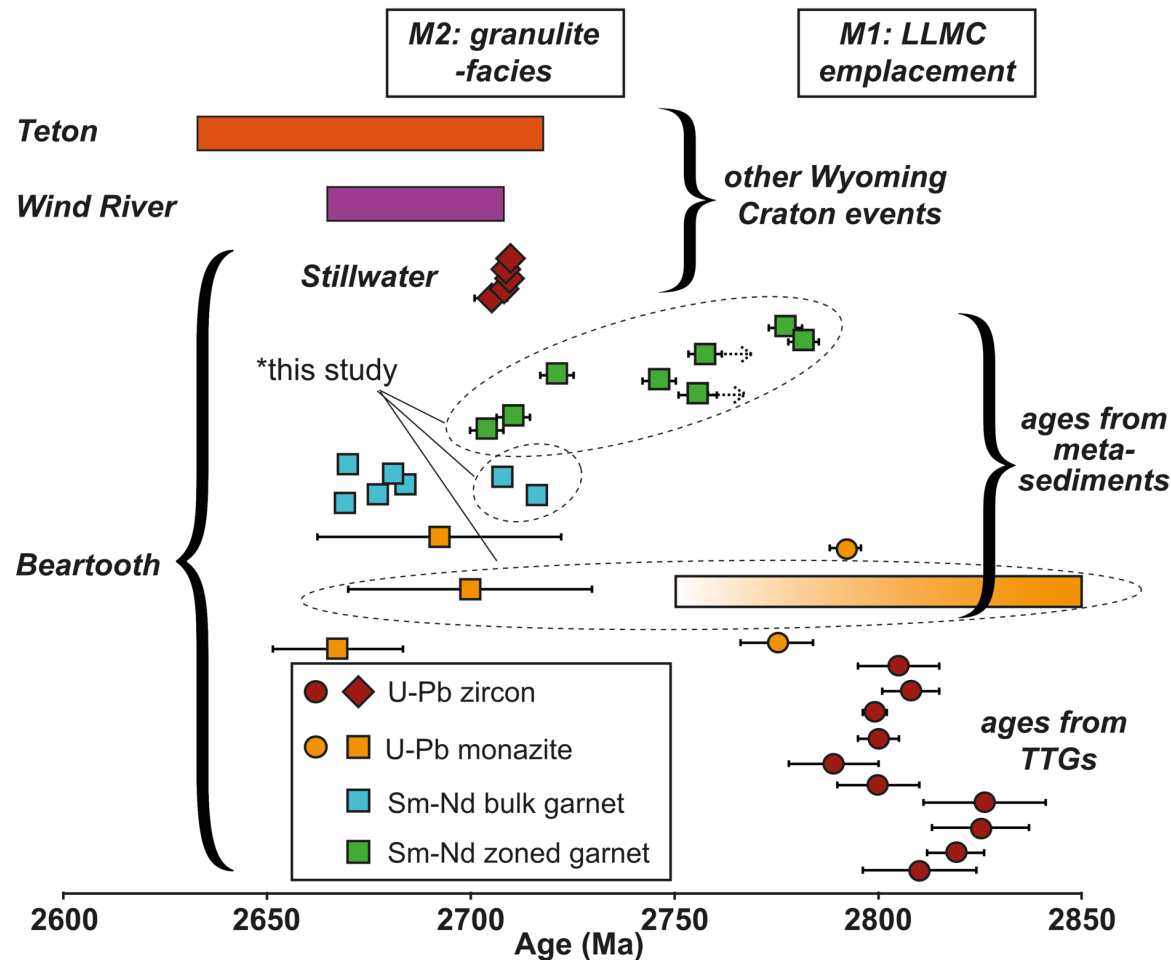 M2: granulite
-facies
M1: LLMC
emplacement
Teton
Wind River
other Wyoming
Craton events
Stillwater
*this study
ages from
meta-
sediments
Beartooth
U-Pb zircon
U-Pb monazite
Sm-Nd bulk garnet
Sm-Nd zoned garnet
ages from
TTGs
2600 2650 2700 2750 2800 2850
Age (Ma)